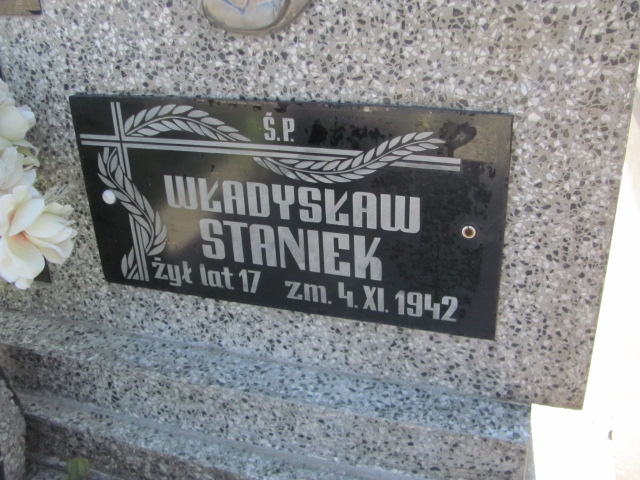 Ś.P.
WŁADYSŁAW
STANIEK
żył lat 17 zm. 4. XI. 1942